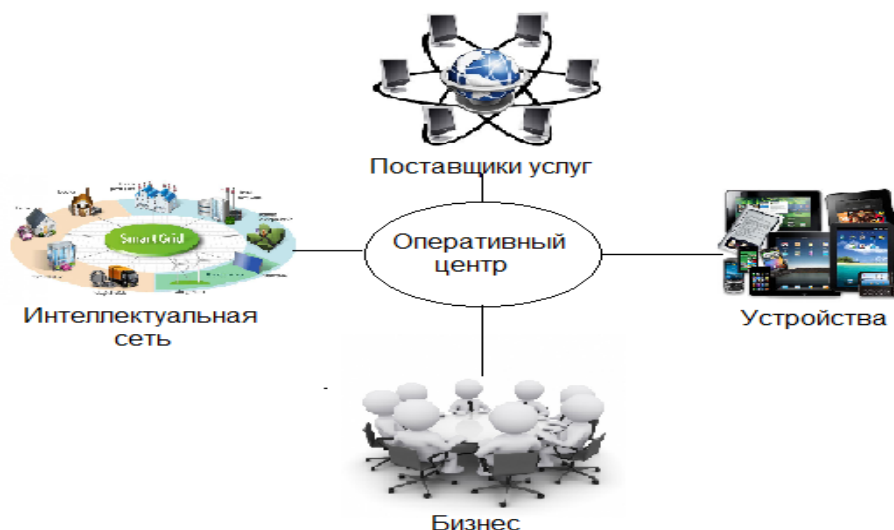 Поставщики услуг
Оперативный
центр
Smart Grid
Интеллектуальная
сеть
Устройства
Бизнес